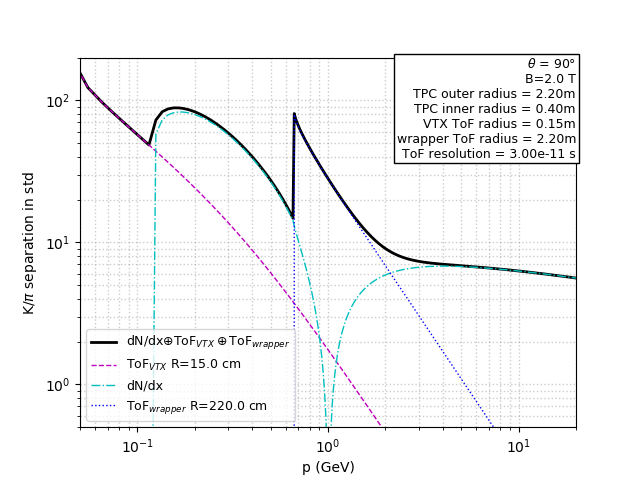 θ = 90°
B=2.0 T
TPC outer radius = 2.20m
TPC inner radius = 0.40m
VTX ToF radius = 0.15m
wrapper ToF radius = 2.20m
ToF resolution = 3.00e-11 s
K/π separation in std
10²
10¹
10⁰
dN/dx⊕ToF_VTX ⊕ ToF_wrapper
ToF_VTX R=15.0 cm
dN/dx
ToF_wrapper R=220.0 cm
10⁻¹ 10⁰ 10¹
p (GeV)